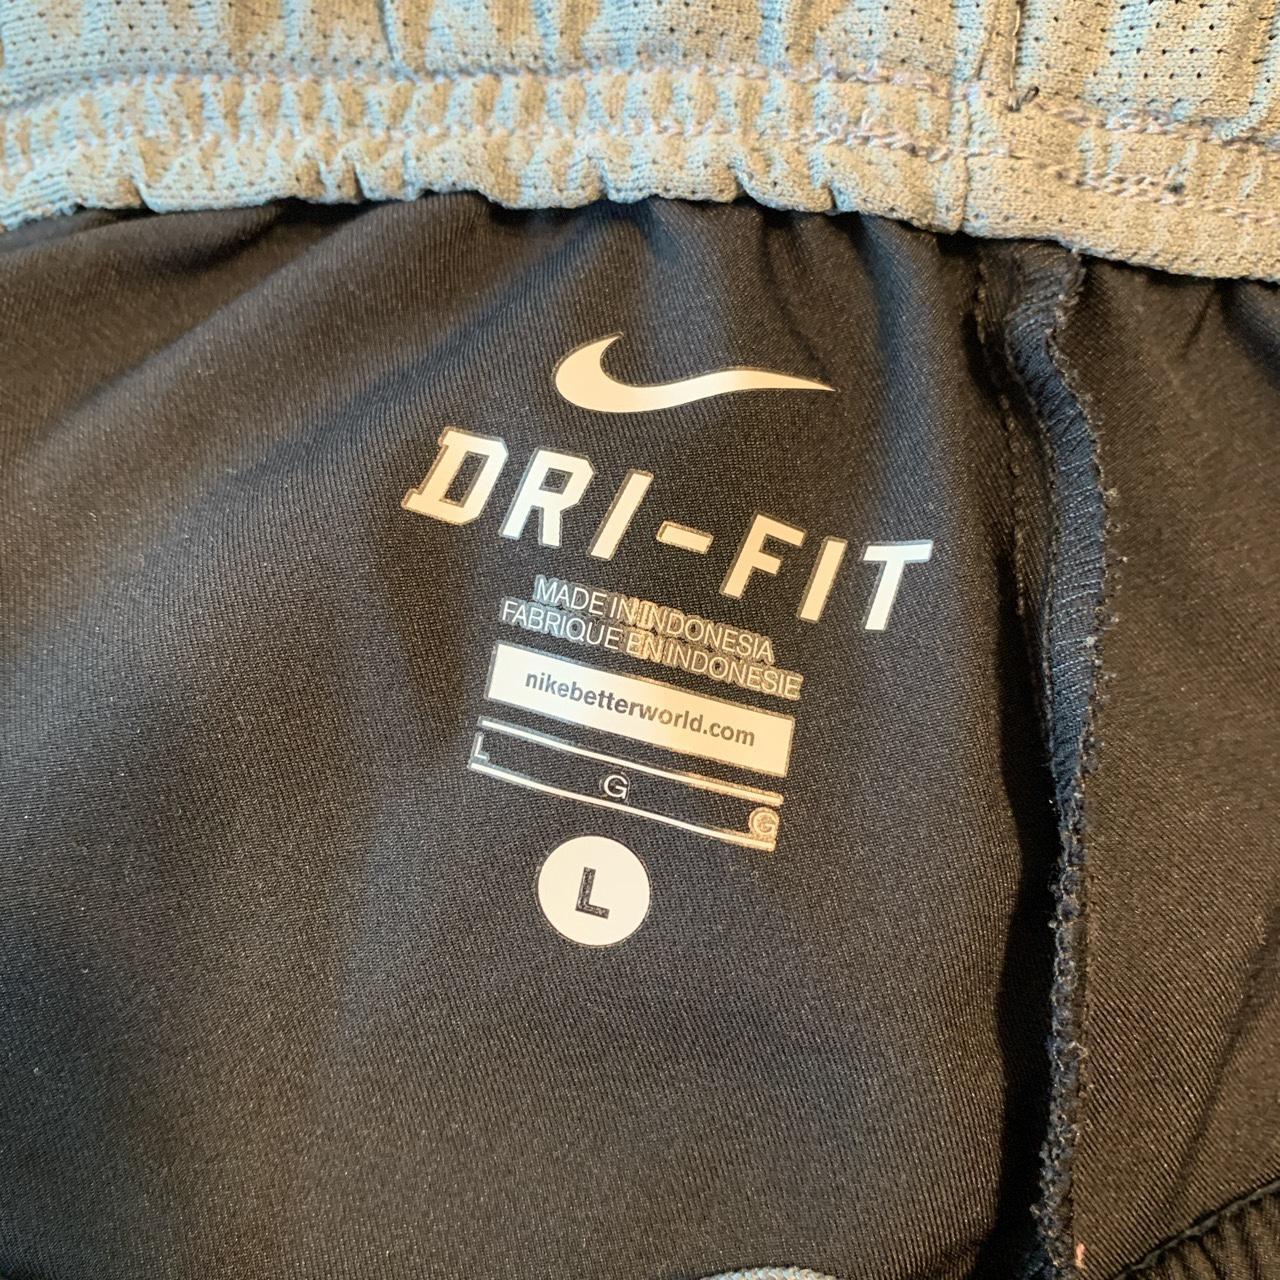 DRI-FIT
MADE IN INDONESIA
FABRIQUE EN INDONESIE
nikebetterworld.com
L G G
L